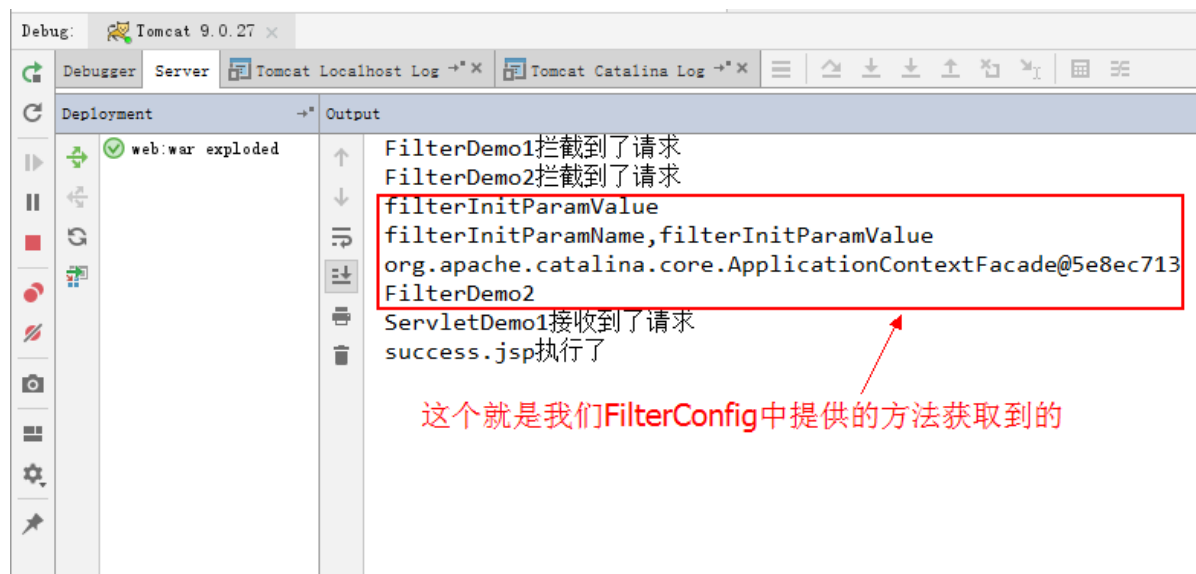 Debug: Tomcat 9.0.27
Debugger Server Tomcat Localhost Log Tomcat Catalina Log
Deployment Output
web:war exploded
FilterDemo1拦截到了请求
FilterDemo2拦截到了请求
filterInitParamValue
filterInitParamName,filterInitParamValue
org.apache.catalina.core.ApplicationContextFacade@5e8ec713
FilterDemo2
ServletDemo1接收到了请求
success.jsp执行了
这个就是我们FilterConfig中提供的方法获取到的